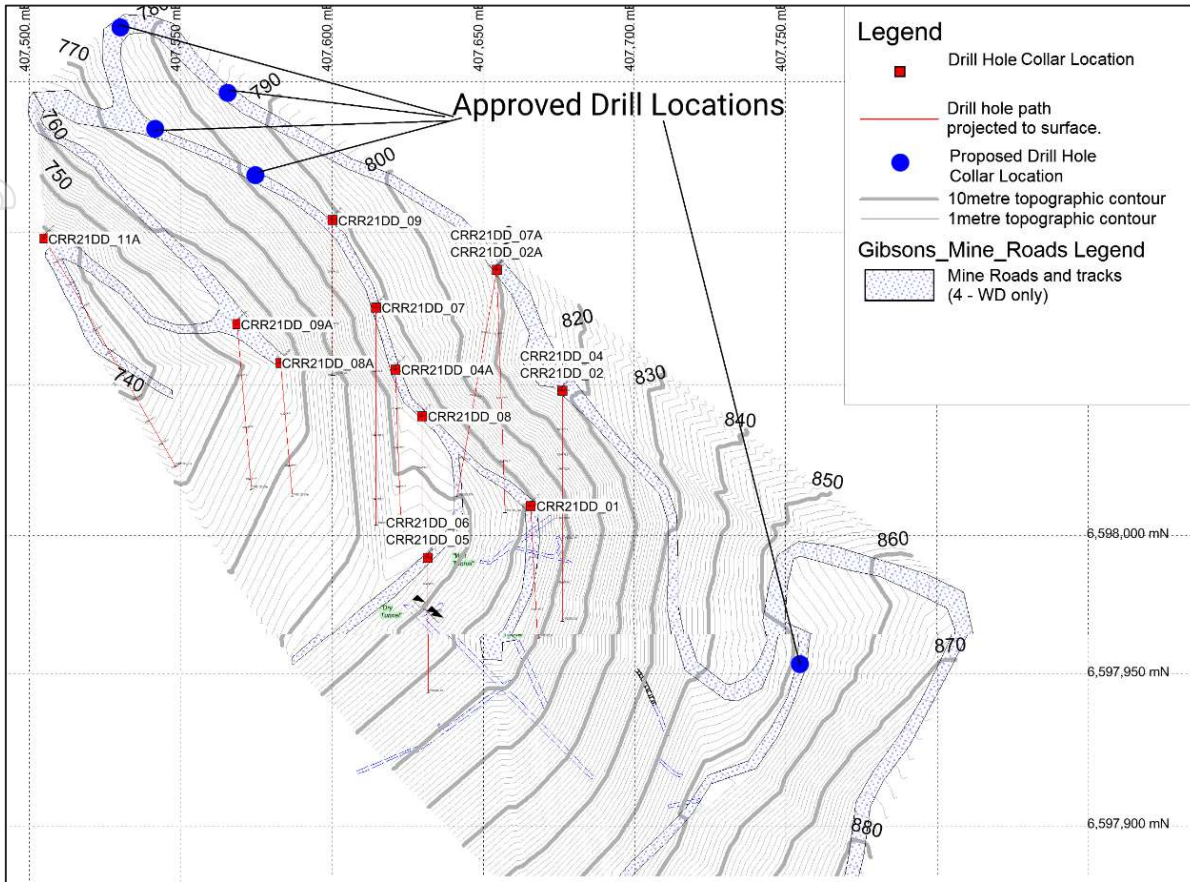 407,500 mE
407,550 mE
407,600 mE
407,650 mE
407,700 mE
407,750 mE
780
770
790
760
750
800
Approved Drill Locations
CRR21DD_09
CRR21DD_11A
CRR21DD_07A
CRR21DD_02A
CRR21DD_07
CRR21DD_09A
CRR21DD_08A
CRR21DD_04A
820
CRR21DD_04
CRR21DD_02
830
740
CRR21DD_08
840
850
CRR21DD_01
CRR21DD_06
CRR21DD_05
860
870
880
"Dry
Tunnel"
6,598,000 mN
6,597,950 mN
6,597,900 mN
Legend
Drill Hole Collar Location
Drill hole path
projected to surface.
Proposed Drill Hole
Collar Location
10metre topographic contour
1metre topographic contour
Gibsons_Mine_Roads Legend
Mine Roads and tracks
(4 - WD only)